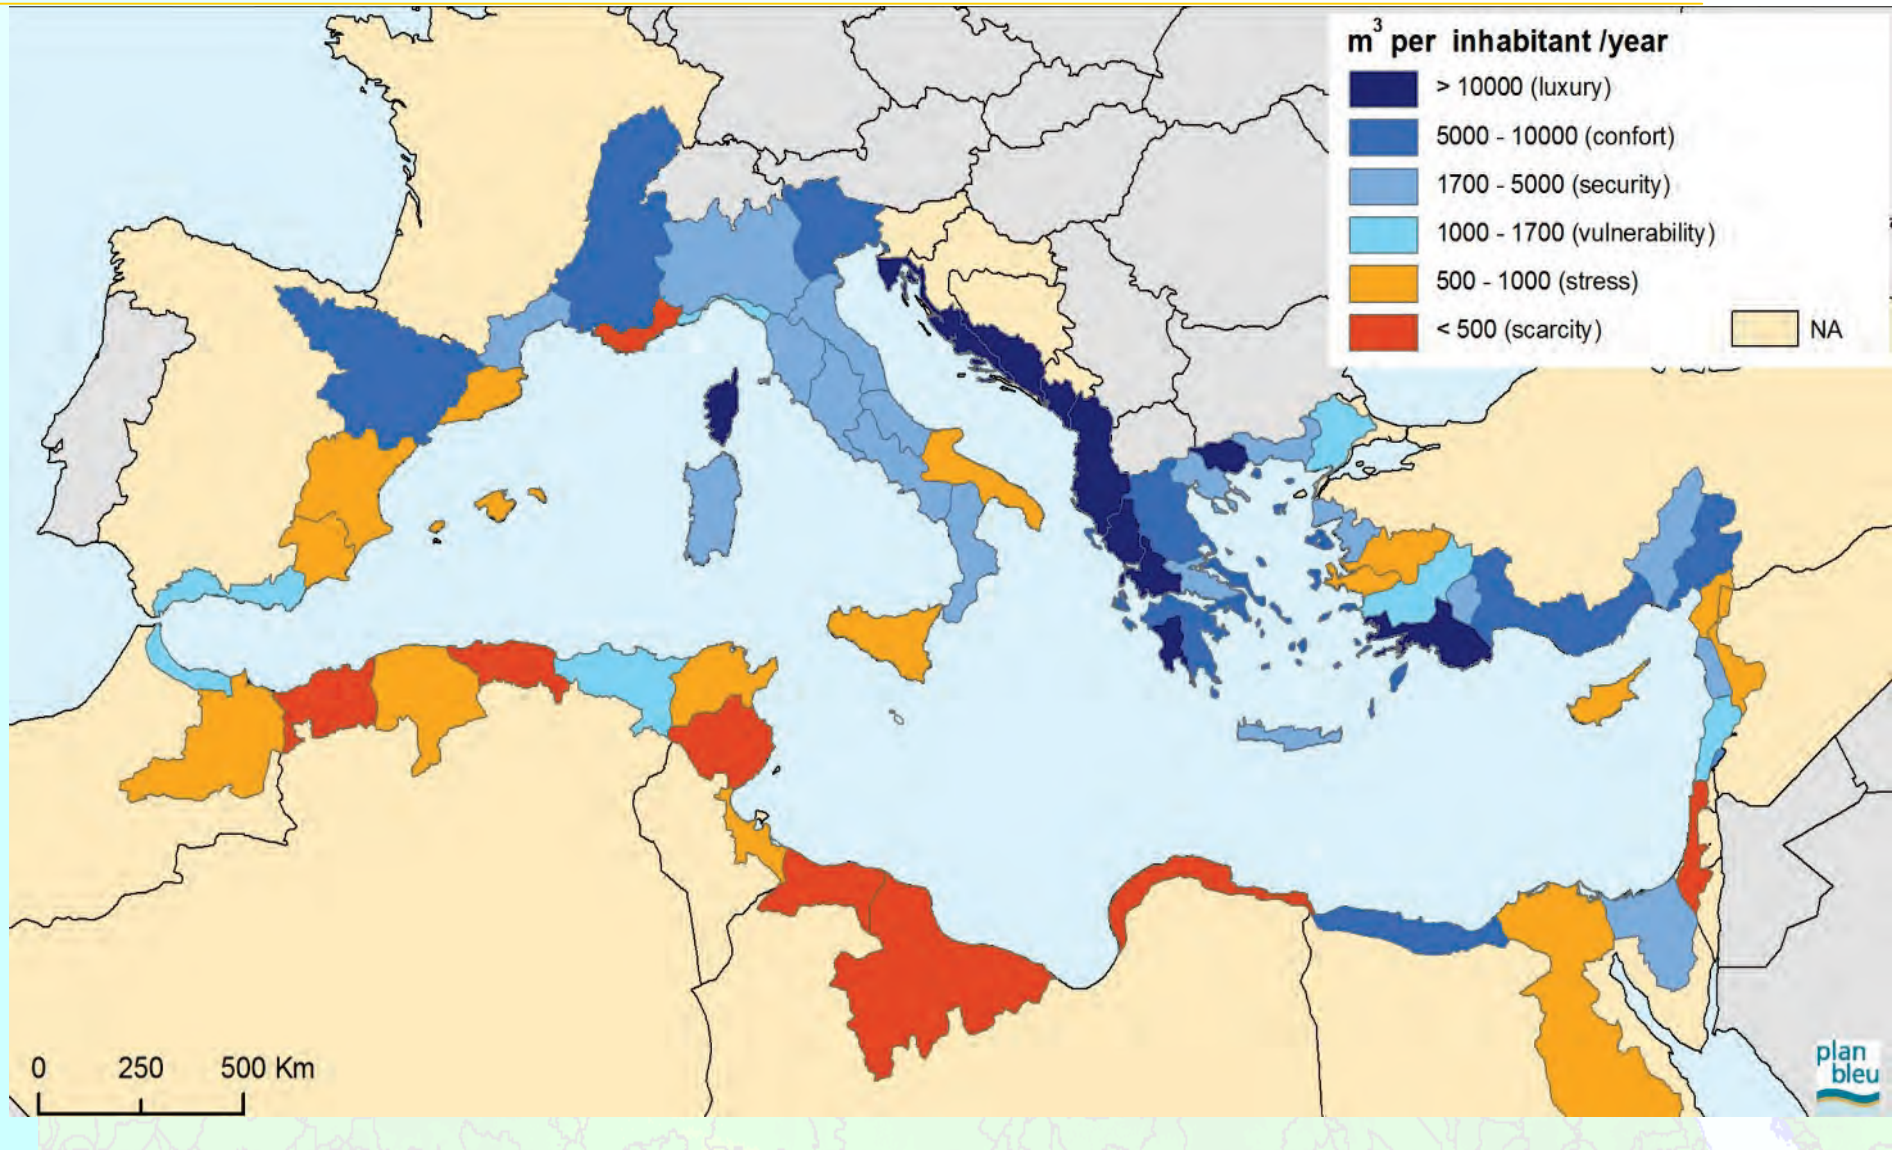 m³ per inhabitant /year
> 10000 (luxury)
5000 - 10000 (confort)
1700 - 5000 (security)
1000 - 1700 (vulnerability)
500 - 1000 (stress)
< 500 (scarcity)
NA
0 250 500 Km
plan
bleu